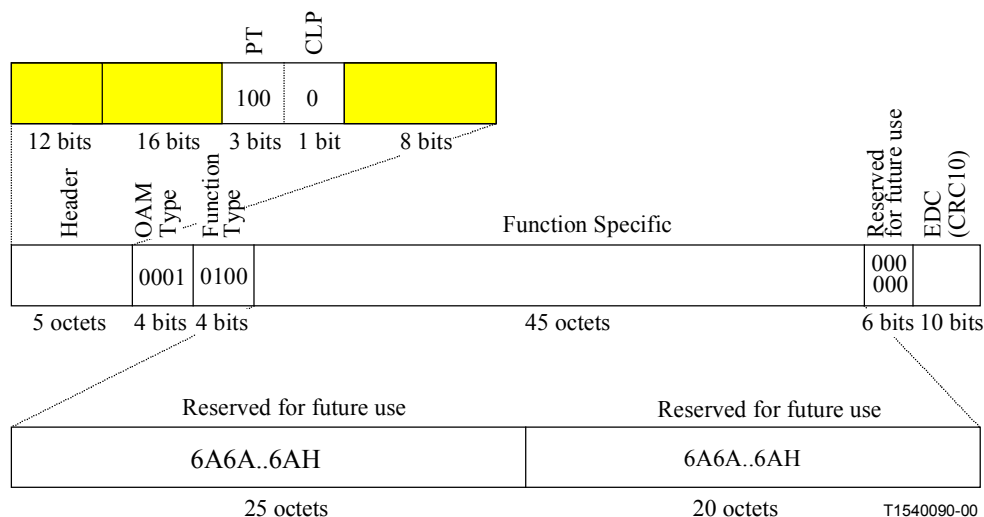 PT
CLP
100
0
12 bits
16 bits
3 bits
1 bit
8 bits
Header
OAM
Type
Function
Type
Function Specific
Reserved
for future use
EDC
(CRC10)
0001
0100
000
000
5 octets
4 bits
4 bits
45 octets
6 bits
10 bits
Reserved for future use
Reserved for future use
6A6A..6AH
6A6A..6AH
25 octets
20 octets
T1540090-00